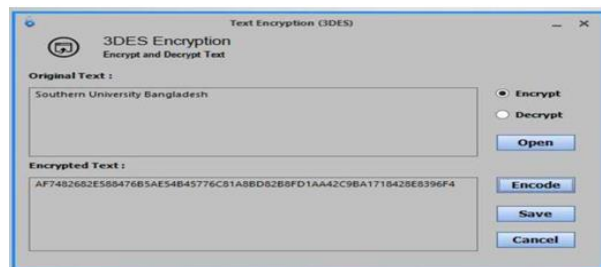 Text Encryption (3DES)
3DES Encryption
Encrypt and Decrypt Text
Original Text :
Southern University Bangladesh
Encrypt
Decrypt
Open
Encrypted Text :
AF7482682E588476B5AE54B45776C81A8BD82B8FD1AA42C9BA1718428E8396F4
Encode
Save
Cancel